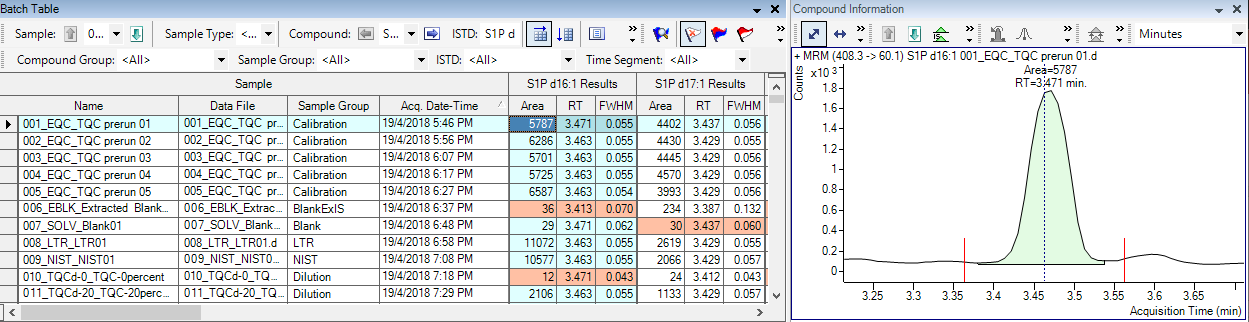 Batch Table
Sample: 0... Sample Type: <... Compound: S... ISTD: S1P d
Compound Group: <All> Sample Group: <All> ISTD: <All> Time Segment: <All>
Sample S1P d16:1 Results S1P d17:1 Results
Name Data File Sample Group Acq. Date-Time Area RT FWHM Area RT FWHM
001_EQC_TQC prerun 01 001_EQC_TQC pr... Calibration 19/4/2018 5:46 PM 5787 3.471 0.055 4402 3.437 0.056
002_EQC_TQC prerun 02 002_EQC_TQC pr... Calibration 19/4/2018 5:56 PM 6286 3.463 0.055 4430 3.429 0.056
003_EQC_TQC prerun 03 003_EQC_TQC pr... Calibration 19/4/2018 6:07 PM 5701 3.463 0.055 4445 3.429 0.056
004_EQC_TQC prerun 04 004_EQC_TQC pr... Calibration 19/4/2018 6:17 PM 5725 3.463 0.055 4570 3.429 0.056
005_EQC_TQC prerun 05 005_EQC_TQC pr... Calibration 19/4/2018 6:27 PM 6587 3.463 0.054 3993 3.429 0.056
006_EBLK_Extracted Blank... 006_EBLK_Extrac... BlankExIS 19/4/2018 6:37 PM 36 3.413 0.070 234 3.387 0.132
007_SOLV_Blank01 007_SOLV_Blank0... Blank 19/4/2018 6:48 PM 29 3.471 0.062 30 3.437 0.060
008_LTR_LTR01 008_LTR_LTR01.d LTR 19/4/2018 6:58 PM 11072 3.463 0.055 2619 3.429 0.055
009_NIST_NIST01 009_NIST_NIST0... NIST 19/4/2018 7:08 PM 10577 3.463 0.055 2066 3.429 0.057
010_TQCd-0_TQC-0percent 010_TQCd-0_TQ... Dilution 19/4/2018 7:18 PM 12 3.471 0.043 24 3.412 0.043
011_TQCd-20_TQC-20perc... 011_TQCd-20_TQ... Dilution 19/4/2018 7:29 PM 2106 3.463 0.055 1133 3.429 0.057
Compound Information
Minutes
+ MRM (408.3 -> 60.1) S1P d16:1 001_EQC_TQC prerun 01.d
Counts
x10 3
Area=5787
RT=3.471 min.
1.8
1.6
1.4
1.2
1
0.8
0.6
0.4
0.2
0
3.25 3.3 3.35 3.4 3.45 3.5 3.55 3.6 3.65
Acquisition Time (min)